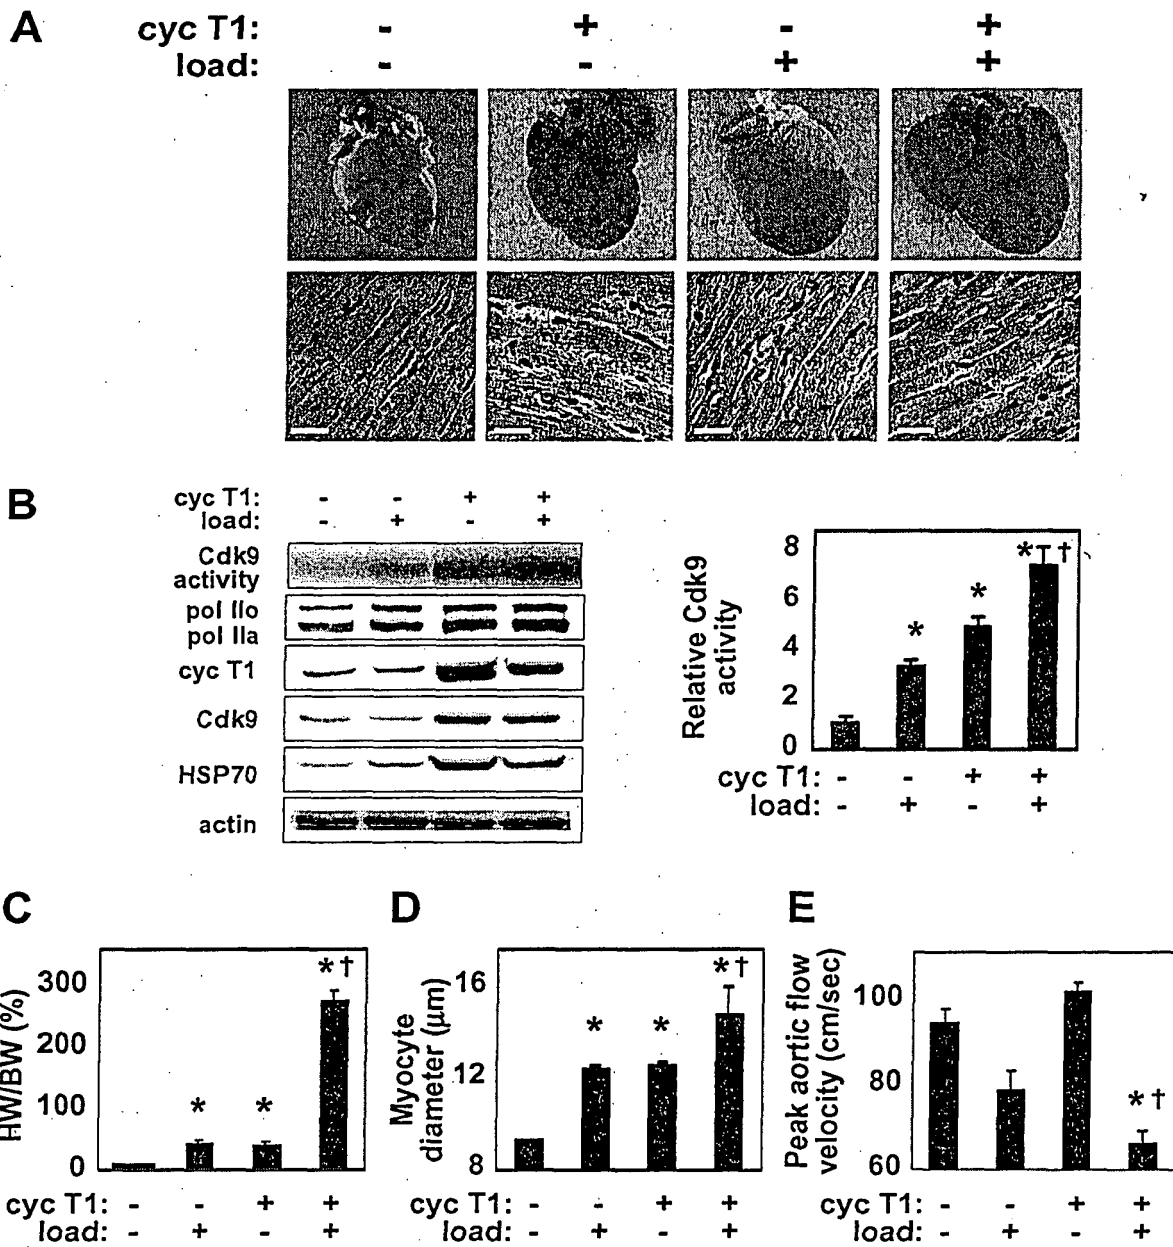 A
cyc T1: - + - +
load: - - + +
B
cyc T1: - - + +
load: - + - +
Cdk9
activity
pol IIo
pol IIa
cyc T1
Cdk9
HSP70
actin
Relative Cdk9
activity
8
6
4
2
0
* * *†
cyc T1: - - + +
load: - + - +
C
HW/BW (%)
300
200
100
0
* * *†
cyc T1: - - + +
load: - + - +
D
Myocyte
diameter (μm)
16
12
8
* * *†
cyc T1: - - + +
load: - + - +
E
Peak aortic flow
velocity (cm/sec)
100
80
60
*†
cyc T1: - - + +
load: - + - +